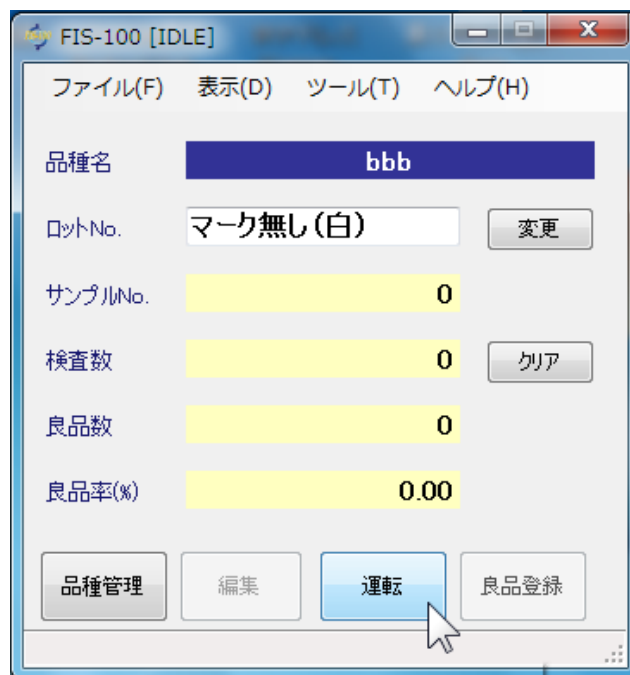 FIS-100 [IDLE]
ファイル(F) 表示(D) ツール(T) ヘルプ(H)
品種名 bbb
ロットNo. マーク無し(白) 変更
サンプルNo. 0
検査数 0 クリア
良品数 0
良品率(%) 0.00
品種管理 編集 運転 良品登録